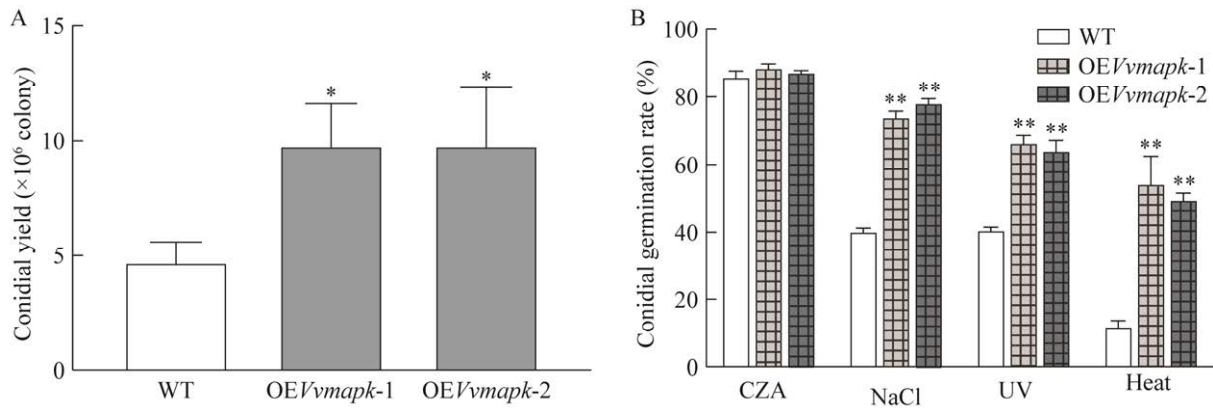 A
Conidial yield (×10⁶ colony)
15
10
5
0
*
*
WT
OEVvmapk-1
OEVvmapk-2
B
Conidial germination rate (%)
100
80
60
40
20
0
WT
OEVvmapk-1
OEVvmapk-2
**
**
**
**
**
**
CZA
NaCl
UV
Heat